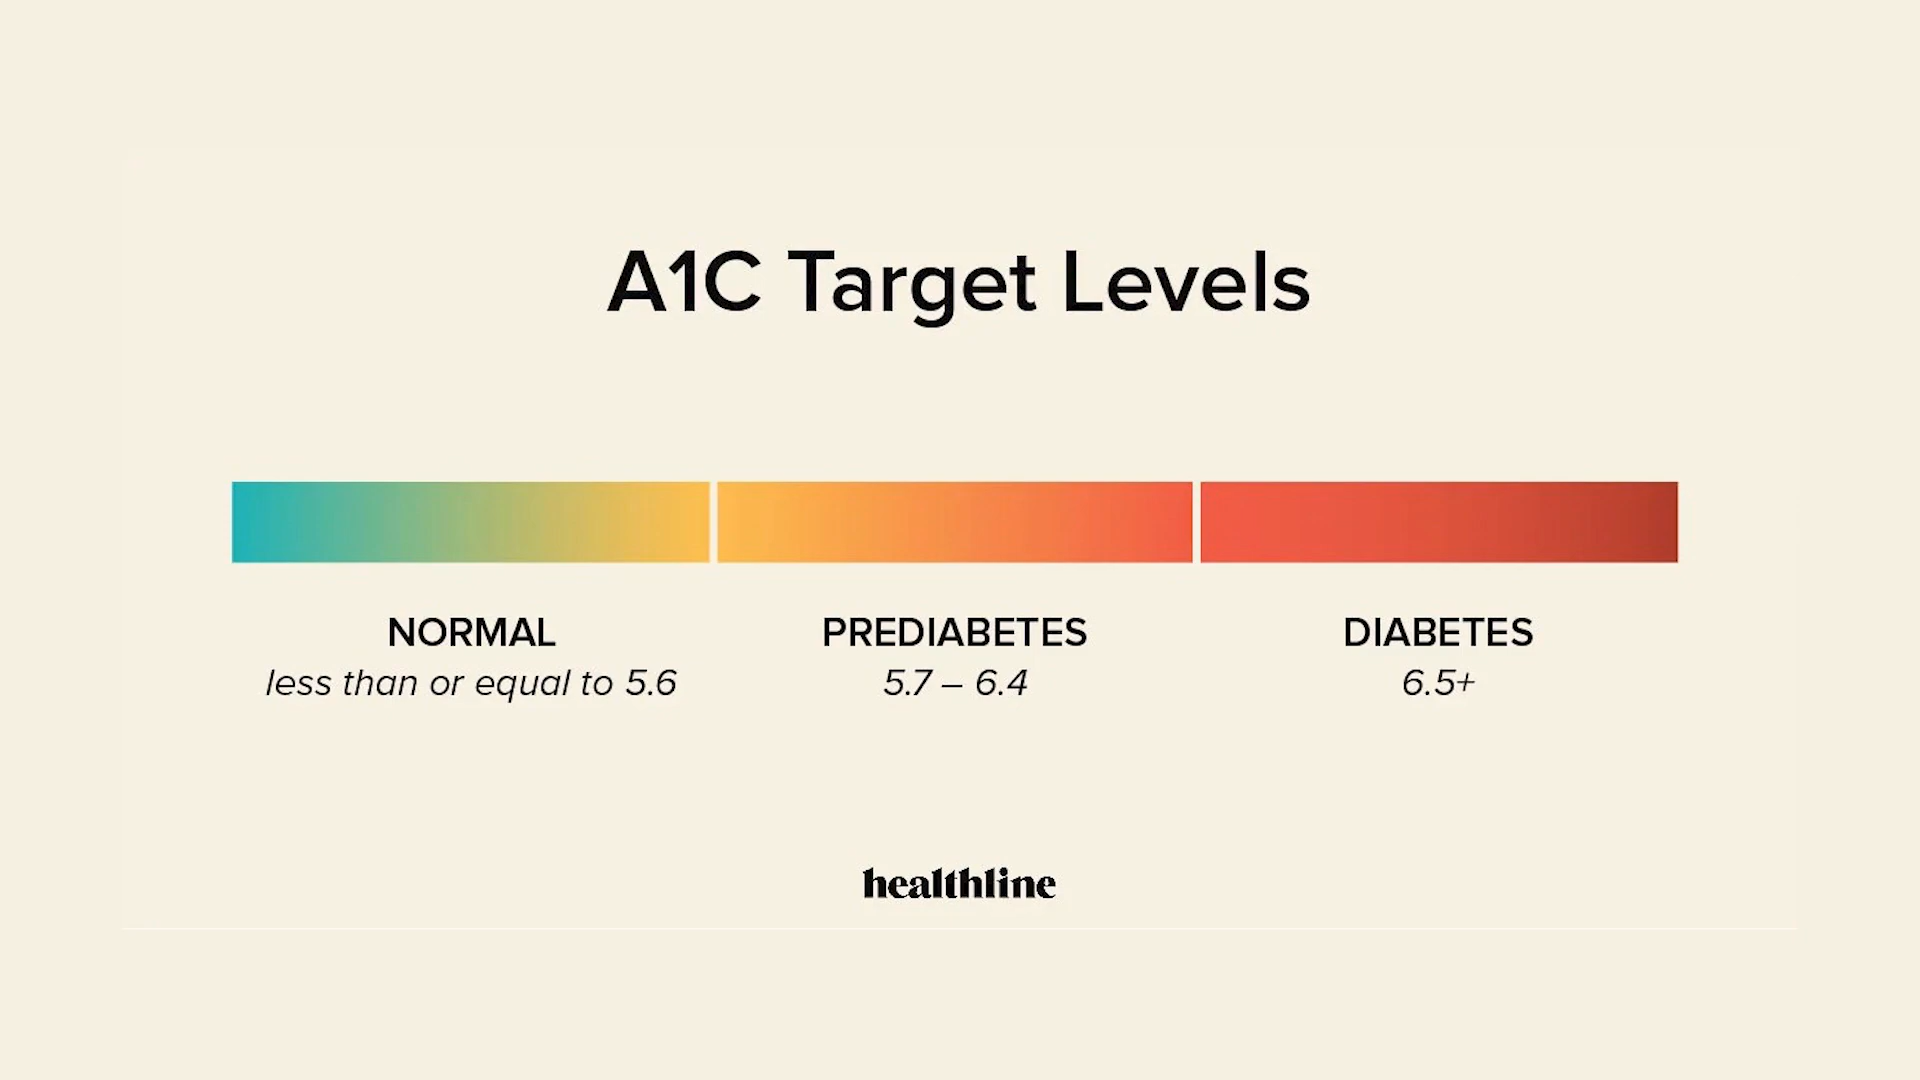 A1C Target Levels
NORMAL
less than or equal to 5.6
PREDIABETES
5.7 – 6.4
DIABETES
6.5+
healthline